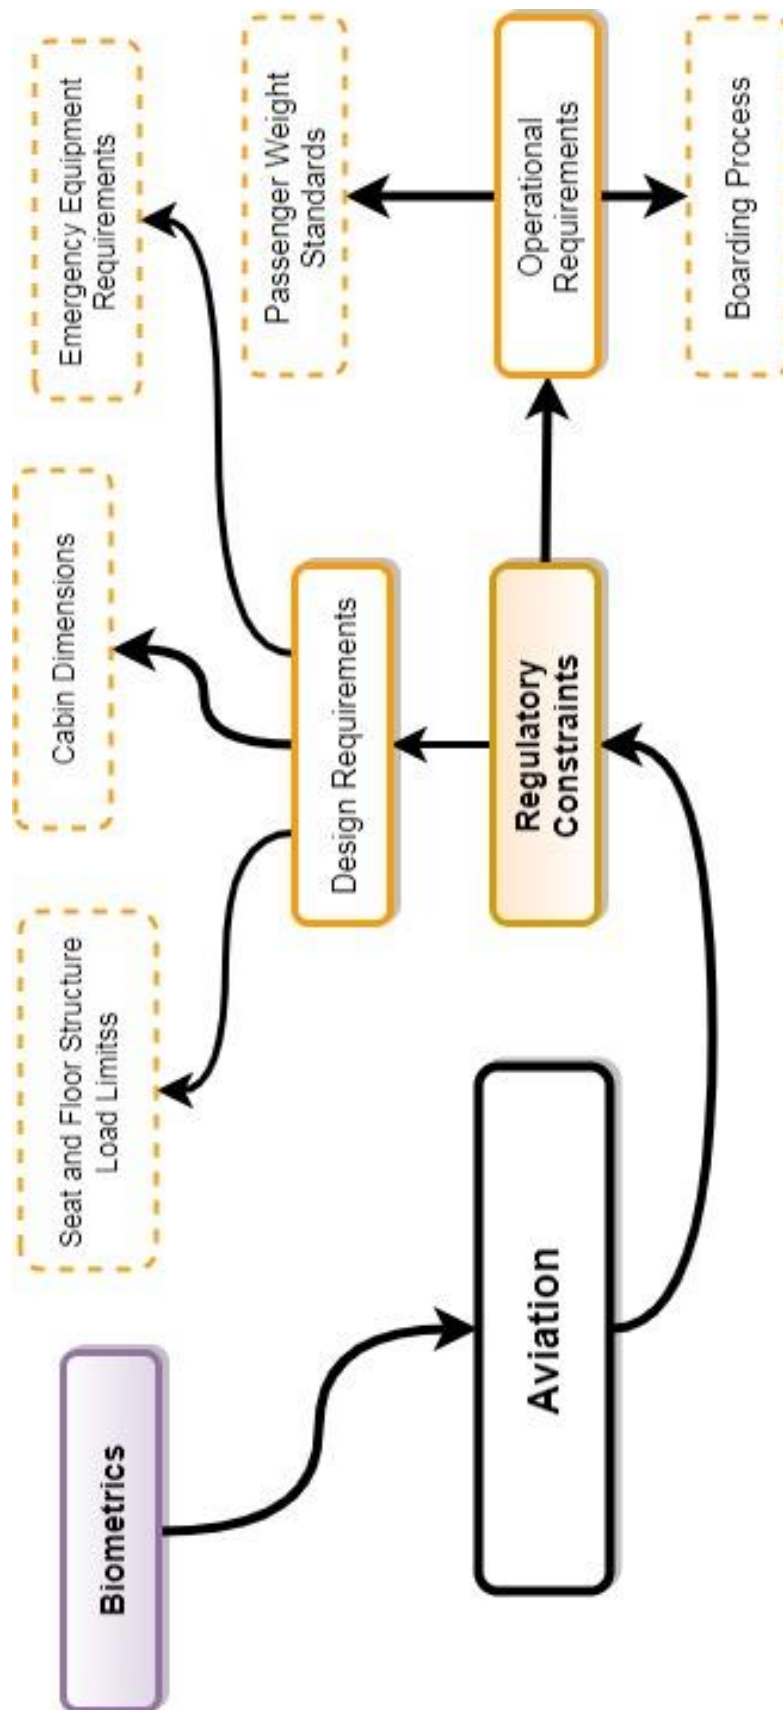 Biometrics
Aviation
Seat and Floor Structure
Load Limitss
Cabin Dimensions
Emergency Equipment
Requirements
Design Requirements
Regulatory
Constraints
Passenger Weight
Standards
Operational
Requirements
Boarding Process